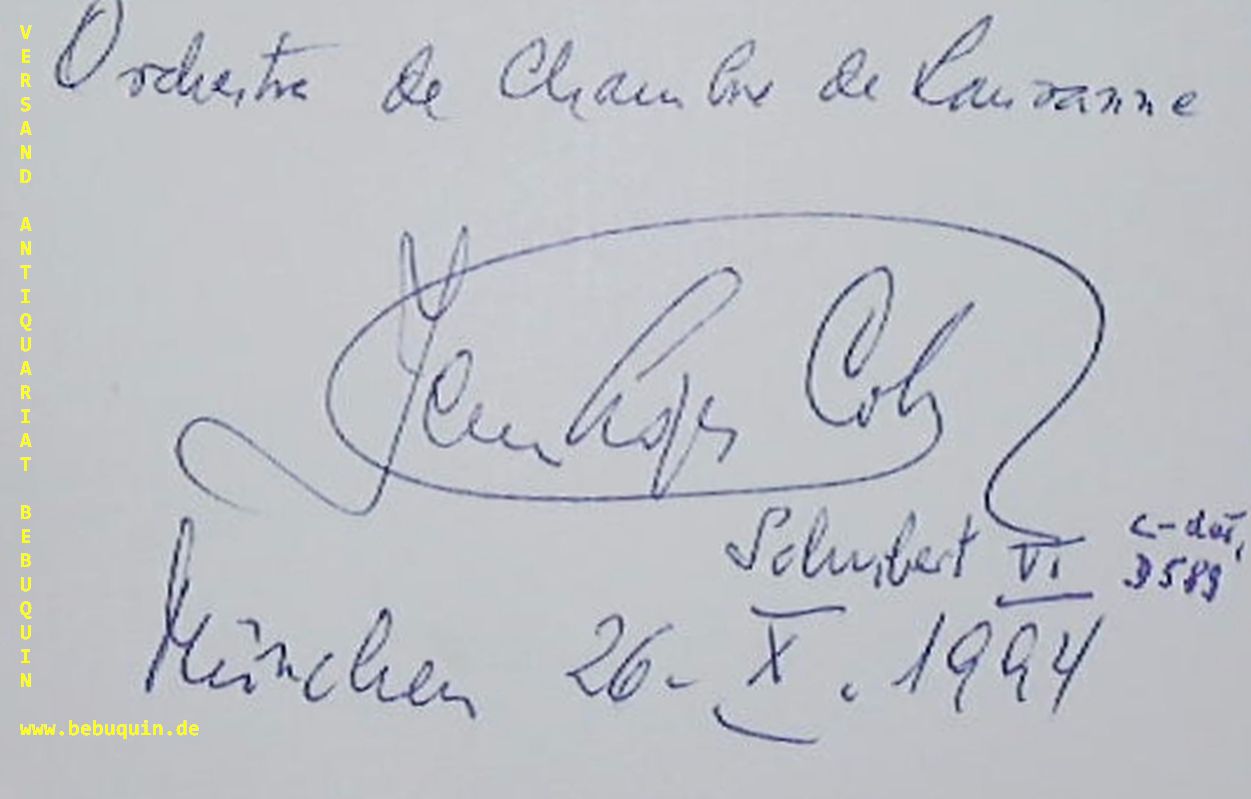 Orchestre de Chambre de Lausanne
Schubert VI
c-dur,
D589
München 26. X. 1994
VERSAND ANTIQUARIAT BEBUQUIN
www.bebuquin.de